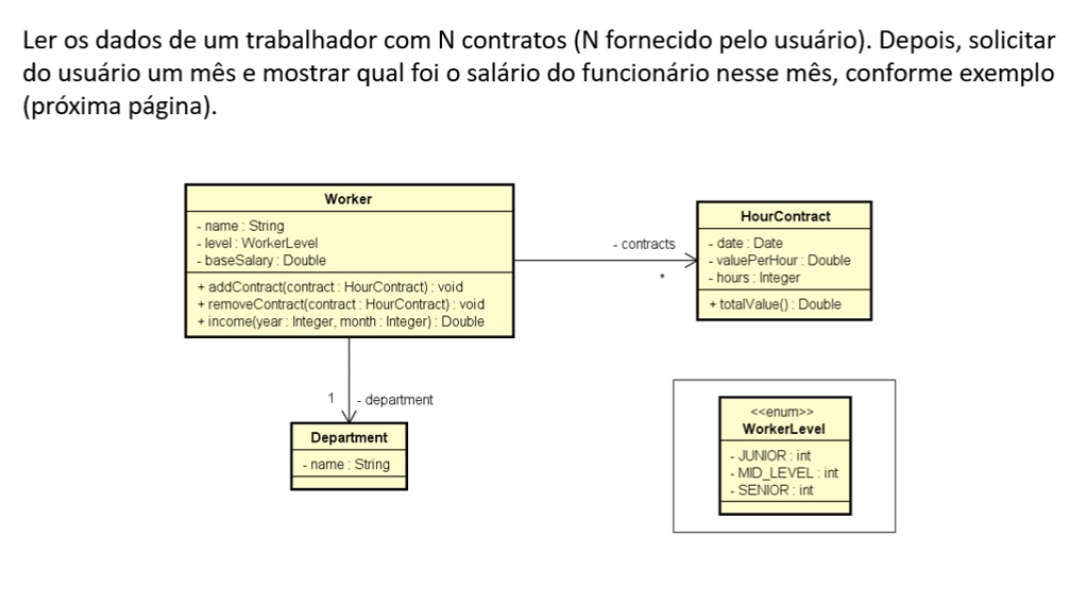 Ler os dados de um trabalhador com N contratos (N fornecido pelo usuário). Depois, solicitar
do usuário um mês e mostrar qual foi o salário do funcionário nesse mês, conforme exemplo
(próxima página).
Worker
- name : String
- level : WorkerLevel
- baseSalary : Double
+ addContract(contract : HourContract) : void
+ removeContract(contract : HourContract) : void
+ income(year : Integer, month : Integer) : Double
- contracts
*
HourContract
- date : Date
- valuePerHour : Double
- hours : Integer
+ totalValue() : Double
1 - department
Department
- name : String
<<enum>>
WorkerLevel
- JUNIOR : int
- MID_LEVEL : int
- SENIOR : int